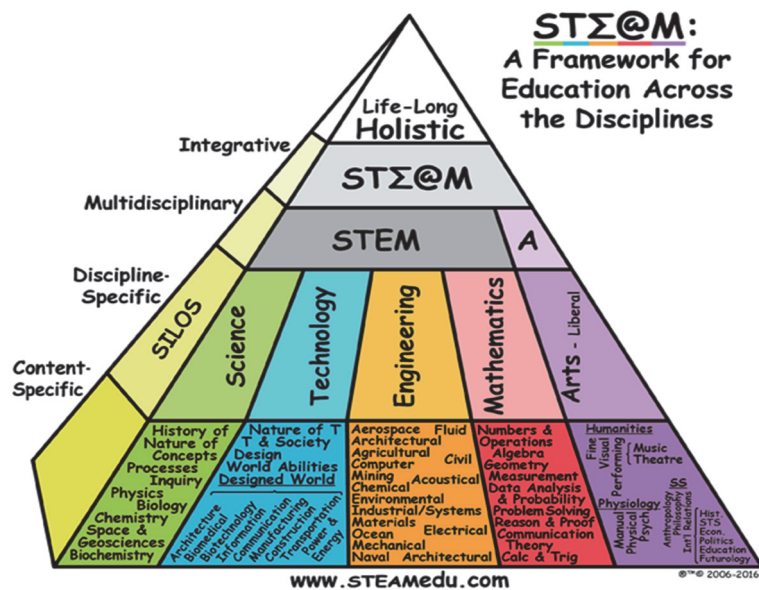 STΣ@M:
A Framework for
Education Across
the Disciplines
Life-Long
Holistic
Integrative
STΣ@M
Multidisciplinary
STEM
A
Discipline-
Specific
SILOS
Science
Technology
Engineering
Mathematics
Arts - Liberal
Content-
Specific
History of
Nature of
Concepts
Processes
Inquiry
Physics
Biology
Chemistry
Space &
Geosciences
Biochemistry
Nature of T
T & Society
Design
World Abilities
Designed World
Architecture
Biomedical
Biotechnology
Information
Communication
Manufacturing
Construction
Transportation
Power &
Energy
Aerospace Fluid
Architectural
Agricultural
Computer Civil
Mining Acoustical
Chemical
Environmental
Industrial/Systems
Materials
Ocean Electrical
Mechanical
Naval Architectural
Numbers &
Operations
Algebra
Geometry
Measurement
Data Analysis
& Probability
Problem Solving
Reason & Proof
Communication
Theory
Calc & Trig
Humanities
Fine
Visual
Performing
Music
Theatre
Physiology
Manual
Physical
Psych.
SS
Anthropology
Philosophy
Int'l Relations
Hist.
STS
Econ.
Politics
Education
Futurology
www.STEAMedu.com
®™© 2006-2016